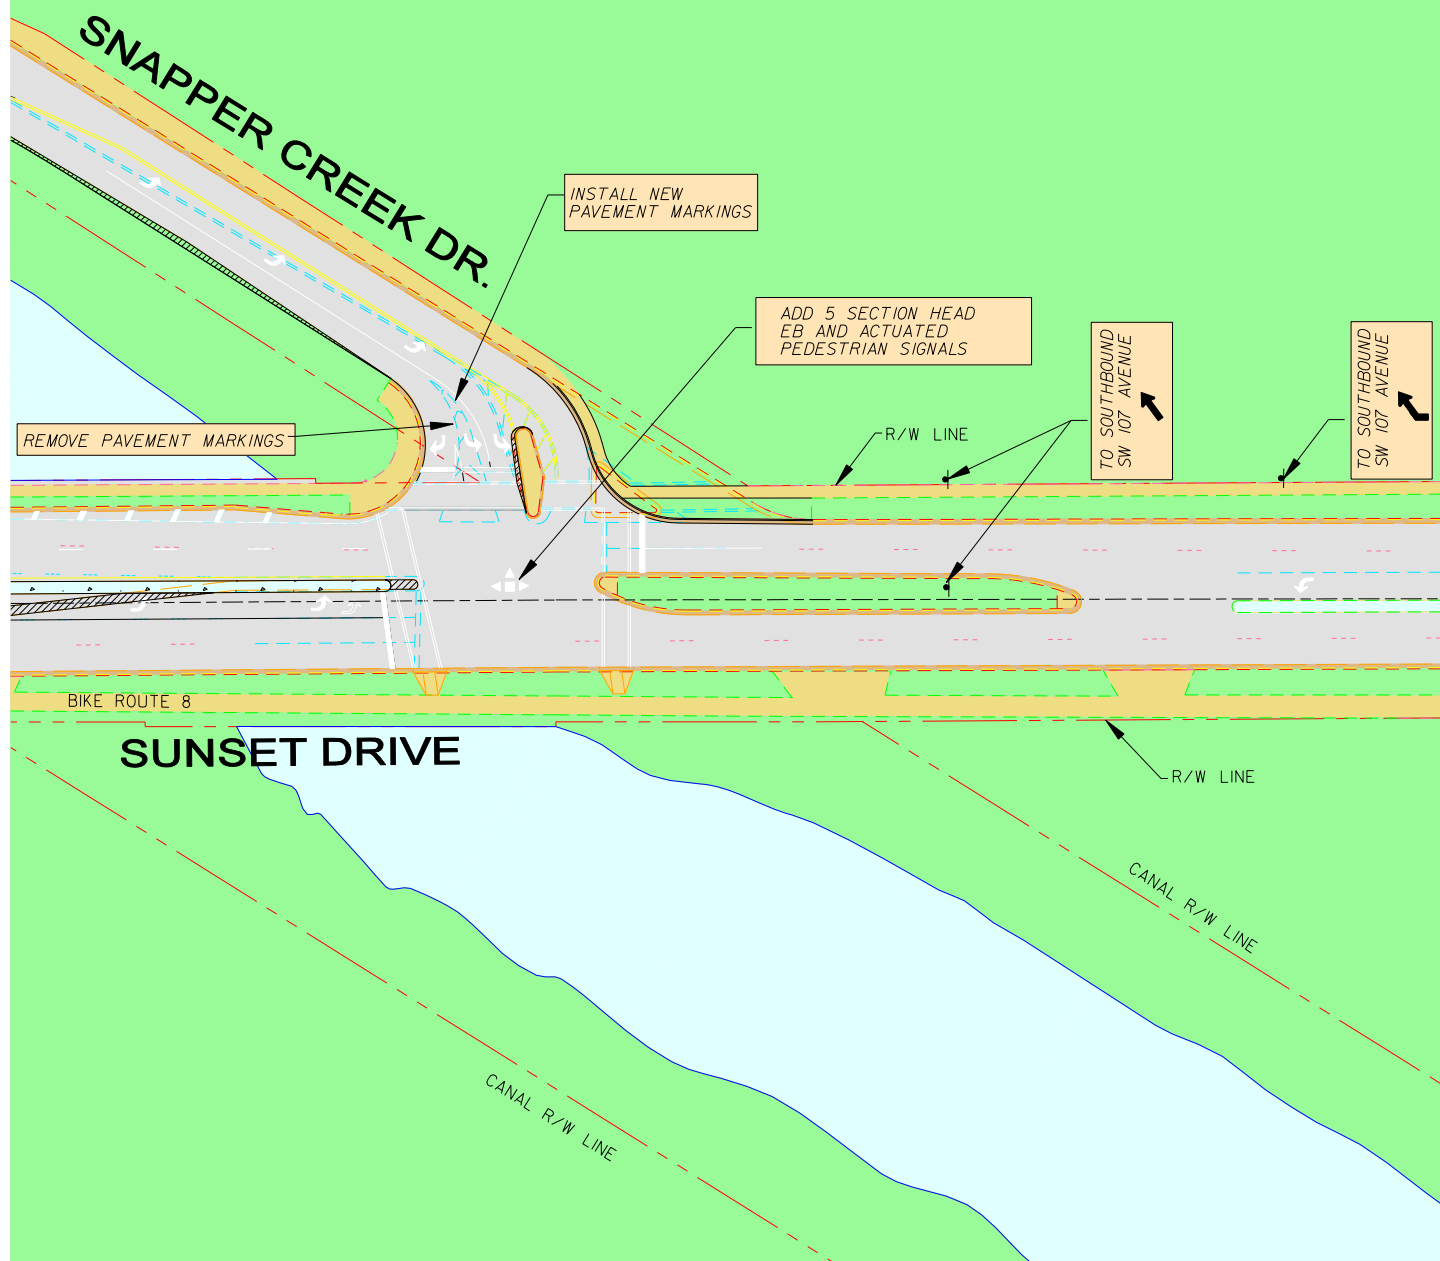 SNAPPER CREEK DR.
INSTALL NEW
PAVEMENT MARKINGS
ADD 5 SECTION HEAD
EB AND ACTUATED
PEDESTRIAN SIGNALS
TO SOUTHBOUND
SW 107 AVENUE
TO SOUTHBOUND
SW 107 AVENUE
REMOVE PAVEMENT MARKINGS
R/W LINE
BIKE ROUTE 8
SUNSET DRIVE
R/W LINE
CANAL R/W LINE
CANAL R/W LINE